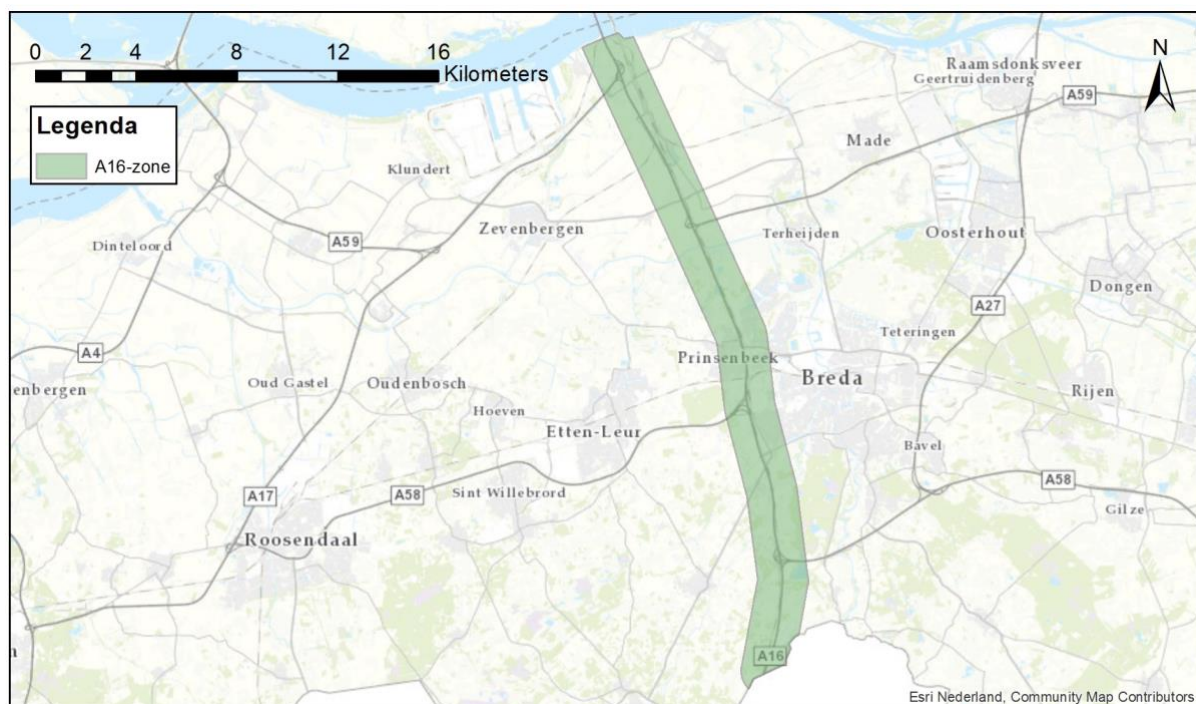 0 2 4 8 12 16
Kilometers
N
Legenda
A16-zone
Raamsdonksveer
Geertruidenberg
A59
Made
Klundert
Zevenbergen
Terheijden
Oosterhout
A59
Dinteloord
Dongen
A27
Teteringen
A4
Prinsenbeek
enbergen
Oud Gastel
Oudenbosch
Breda
Rijen
Hoeven
Etten-Leur
Bavel
A17
A58
Sint Willebrord
A58
Gilze
Roosendaal
A16
Esri Nederland, Community Map Contributors